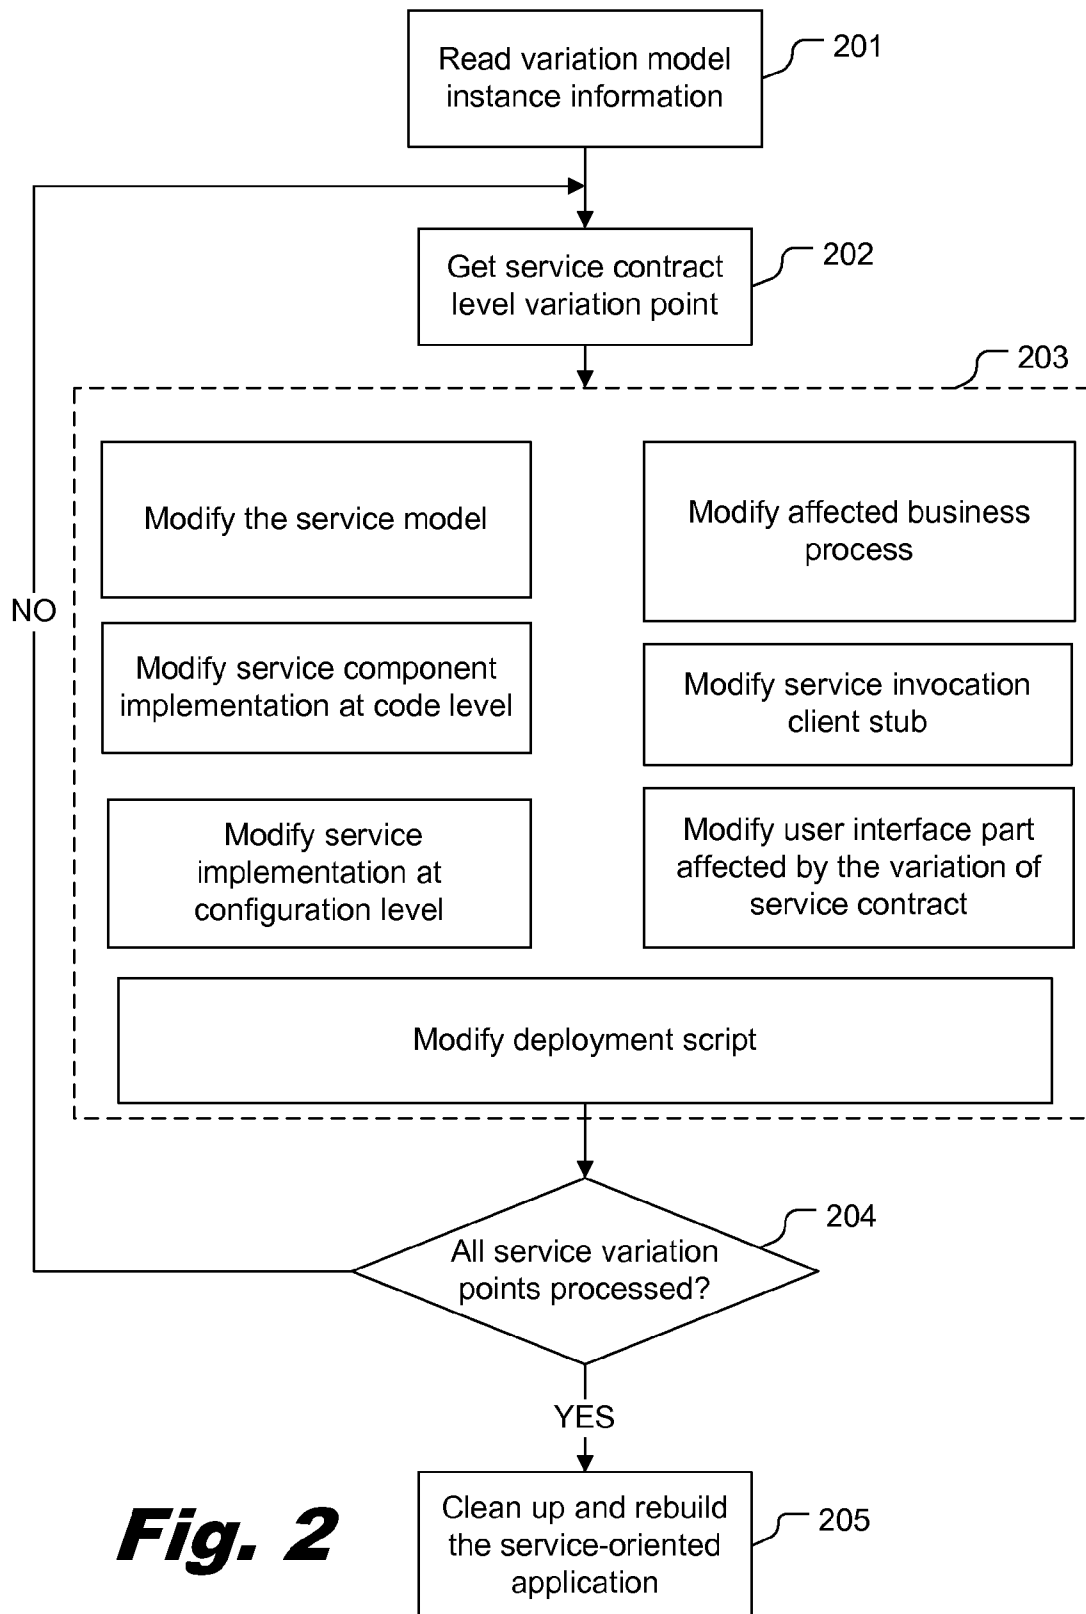 Read variation model
instance information
201
Get service contract
level variation point
202
203
Modify the service model
Modify affected business
process
NO
Modify service component
implementation at code level
Modify service invocation
client stub
Modify service
implementation at
configuration level
Modify user interface part
affected by the variation of
service contract
Modify deployment script
All service variation
points processed?
204
YES
Clean up and rebuild
the service-oriented
application
205
Fig. 2